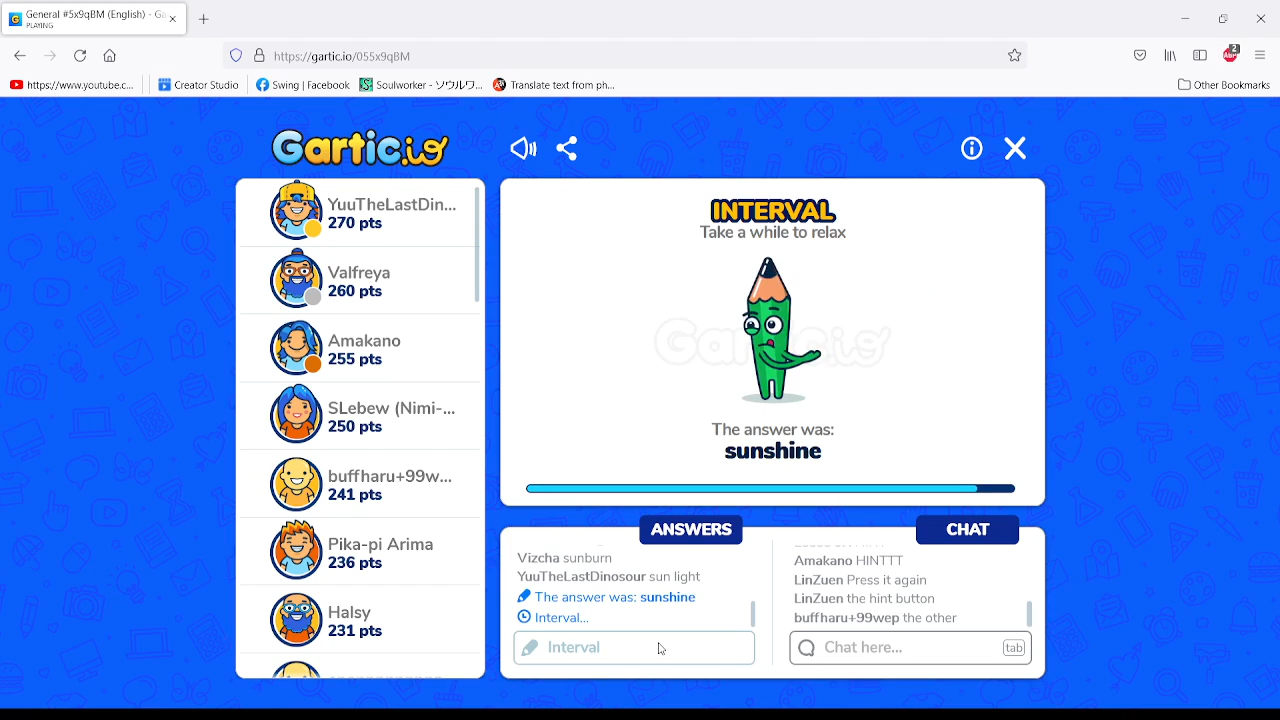 General #5x9qBM (English) - Ga
PLAYING
https://gartic.io/055x9qBM
2
https://www.youtube.c...
Creator Studio
Swing | Facebook
Soulworker - ソウルワ...
Translate text from ph...
Other Bookmarks
Gartic.io
YuuTheLastDin...
270 pts
Valfreya
260 pts
Amakano
255 pts
SLebew (Nimi-...
250 pts
buffharu+99w...
241 pts
Pika-pi Arima
236 pts
Halsy
231 pts
INTERVAL
Take a while to relax
The answer was:
sunshine
ANSWERS
Vizcha sunburn
YuuTheLastDinosour sun light
The answer was: sunshine
Interval...
Interval
CHAT
Amakano HINTTT
LinZuen Press it again
LinZuen the hint button
buffharu+99wep the other
Chat here...
tab